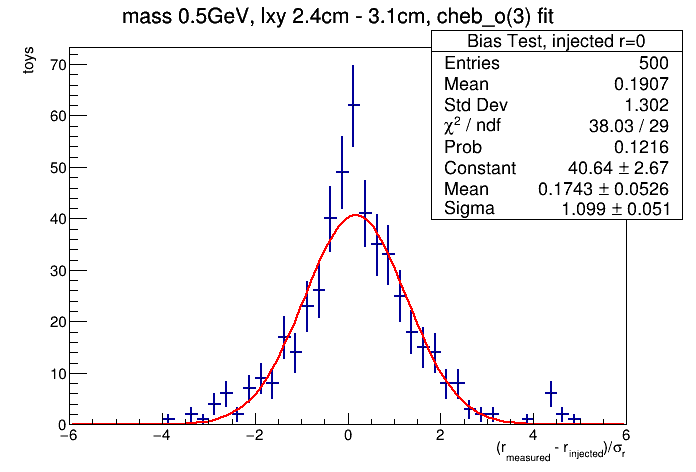 mass 0.5GeV, lxy 2.4cm - 3.1cm, cheb_o(3) fit
Bias Test, injected r=0
Entries 500
Mean 0.1907
Std Dev 1.302
χ² / ndf 38.03 / 29
Prob 0.1216
Constant 40.64 ± 2.67
Mean 0.1743 ± 0.0526
Sigma 1.099 ± 0.051
toys
70
60
50
40
30
20
10
0
−6 −4 −2 0 2 4 6
(r_measured - r_injected)/σ_r